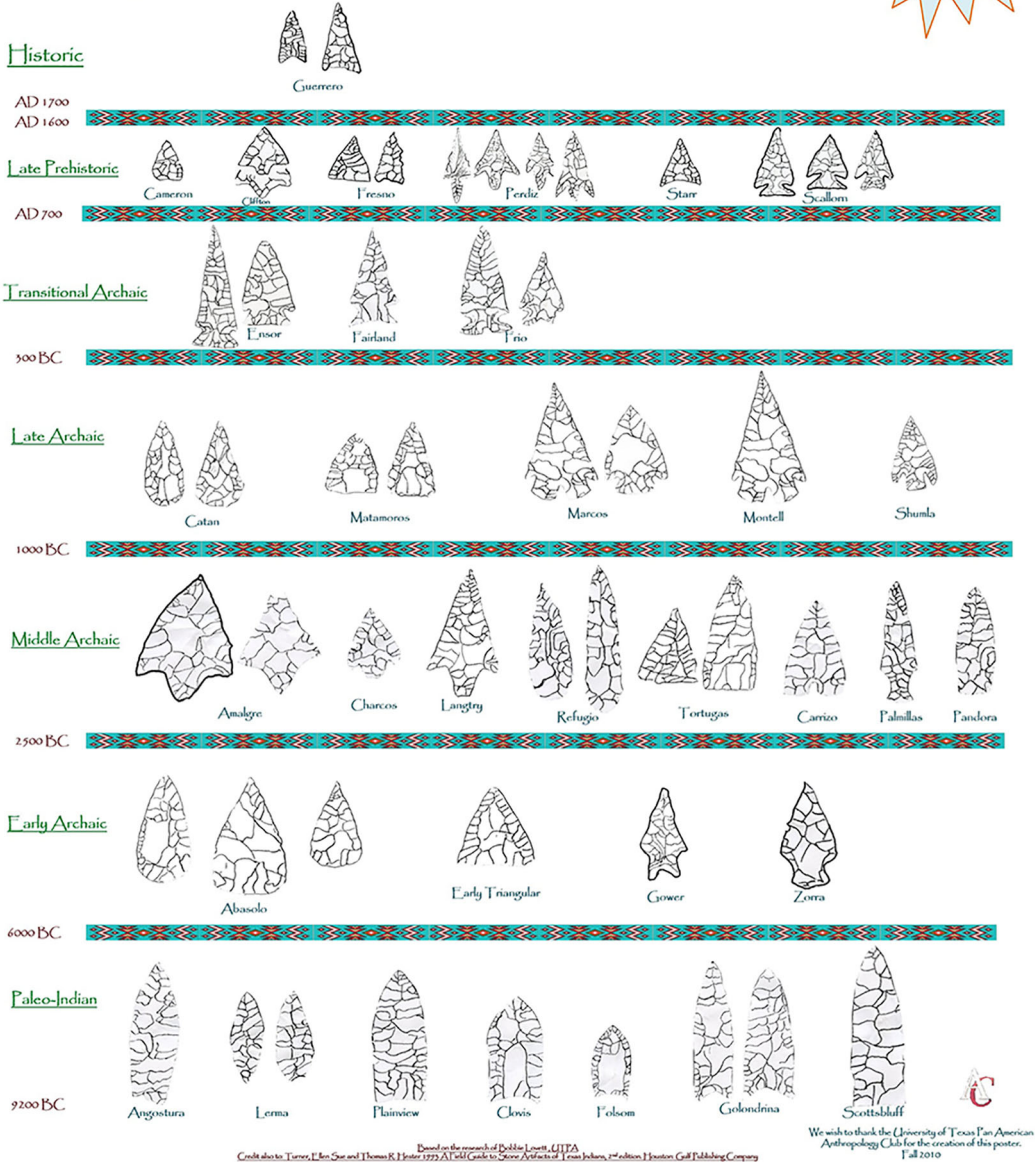 Historic
Guerrero
AD 1700
AD 1600
Late Prehistoric
Cameron
Cliffton
Fresno
Perdiz
Starr
Scallorn
AD 700
Transitional Archaic
Ensor
Fairland
Frio
300 BC
Late Archaic
Catan
Matamoros
Marcos
Montell
Shumla
1000 BC
Middle Archaic
Amalgre
Charcos
Langtry
Refugio
Tortugas
Carrizo
Palmillas
Pandora
2500 BC
Early Archaic
Abasolo
Early Triangular
Gower
Zorra
6000 BC
Paleo-Indian
9200 BC
Angostura
Lerma
Plainview
Clovis
Folsom
Golondrina
Scottsbluff
AC
We wish to thank the University of Texas Pan American
Anthropology Club for the creation of this poster.
Fall 2010
Based on the research of Bobbie Lovett, UTPA
Credit also to: Turner, Ellen Sue and Thomas R. Hester 1993 A Field Guide to Stone Artifacts of Texas Indians, 2nd edition. Houston: Gulf Publishing Company